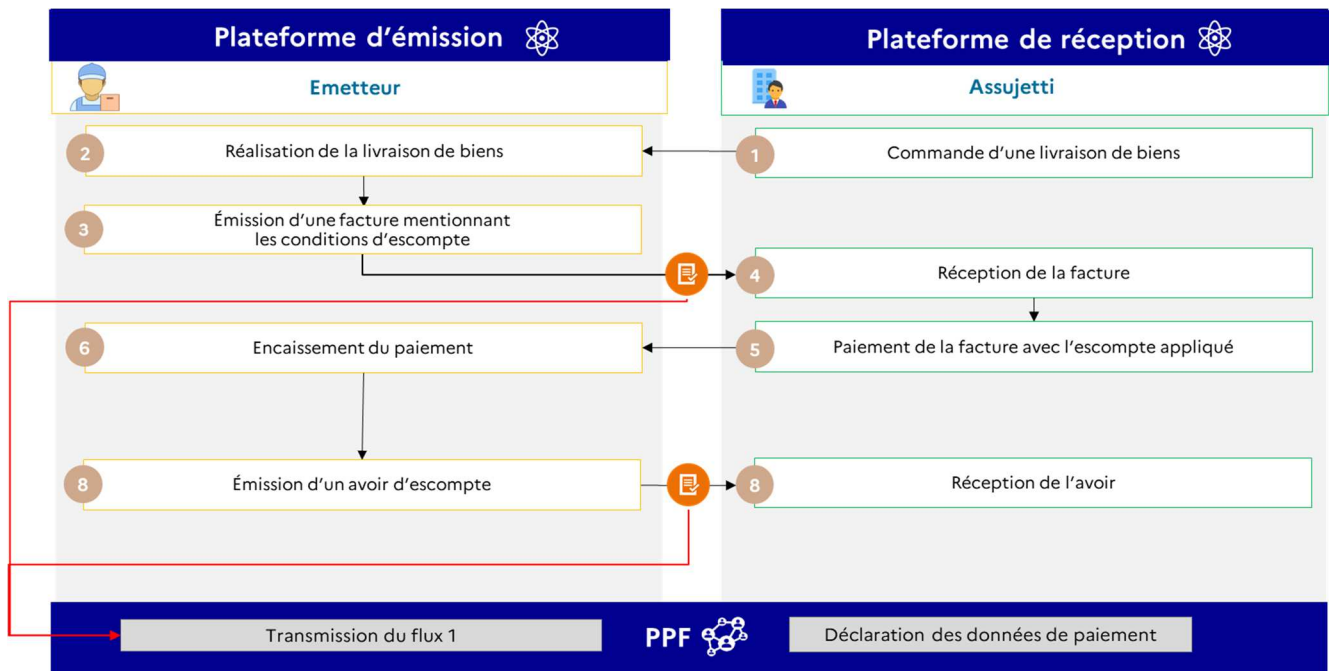 Plateforme d'émission
Plateforme de réception
Emetteur
Assujetti
1
Commande d'une livraison de biens
2
Réalisation de la livraison de biens
3
Émission d'une facture mentionnant
les conditions d'escompte
4
Réception de la facture
5
Paiement de la facture avec l'escompte appliqué
6
Encaissement du paiement
8
Émission d'un avoir d'escompte
8
Réception de l'avoir
Transmission du flux 1
PPF
Déclaration des données de paiement